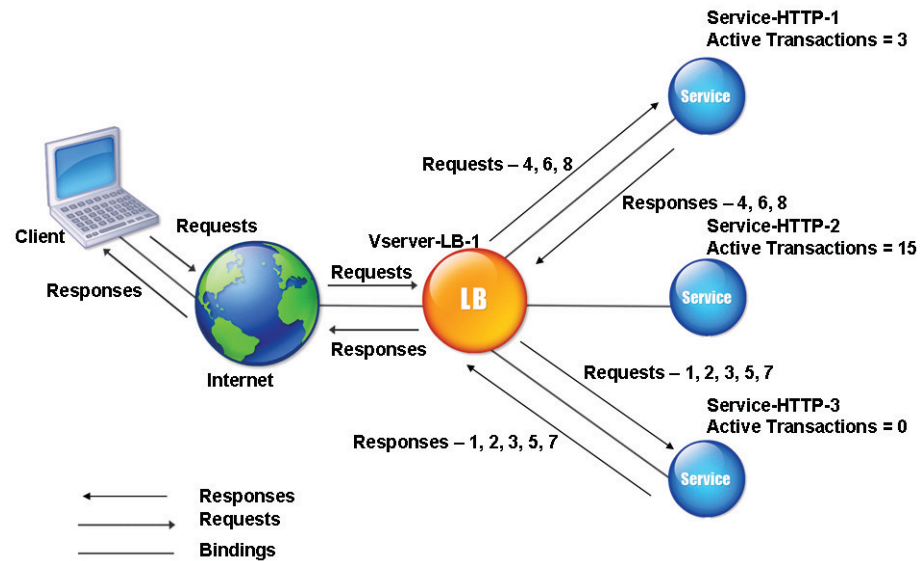 Service-HTTP-1
Active Transactions = 3
Service
Requests – 4, 6, 8
Responses – 4, 6, 8
Client
Requests
Responses
Internet
Vserver-LB-1
Requests
LB
Responses
Service-HTTP-2
Active Transactions = 15
Service
Requests – 1, 2, 3, 5, 7
Responses – 1, 2, 3, 5, 7
Service-HTTP-3
Active Transactions = 0
Service
Responses
Requests
Bindings